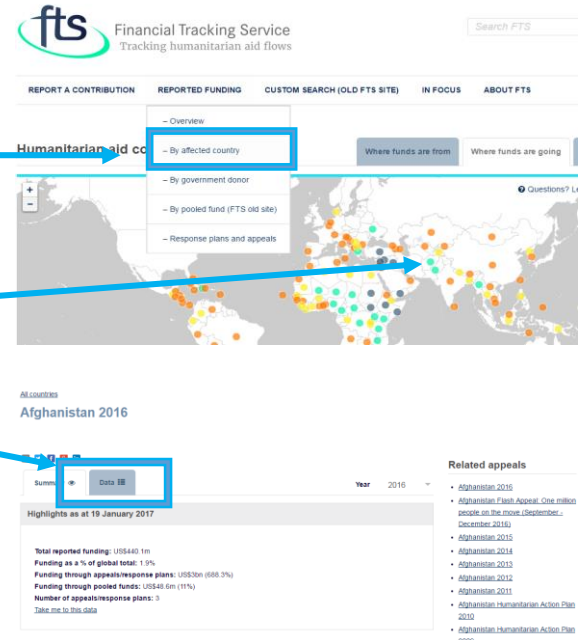 fts Financial Tracking Service
Tracking humanitarian aid flows
Search FTS
REPORT A CONTRIBUTION REPORTED FUNDING CUSTOM SEARCH (OLD FTS SITE) IN FOCUS ABOUT FTS
– Overview
Humanitarian aid co
– By affected country
Where funds are from
Where funds are going
– By government donor
+
-
Questions? Le
– By pooled fund (FTS old site)
– Response plans and appeals
All countries
Afghanistan 2016
Summ
Data
Year 2016
Highlights as at 19 January 2017
Total reported funding: US$440.1m
Funding as a % of global total: 1.9%
Funding through appeals/response plans: US$3bn (688.3%)
Funding through pooled funds: US$48.6m (11%)
Number of appeals/response plans: 3
Take me to this data
Related appeals
Afghanistan 2016
Afghanistan Flash Appeal: One million
people on the move (September -
December 2016)
Afghanistan 2015
Afghanistan 2014
Afghanistan 2013
Afghanistan 2012
Afghanistan 2011
Afghanistan Humanitarian Action Plan
2010
Afghanistan Humanitarian Action Plan